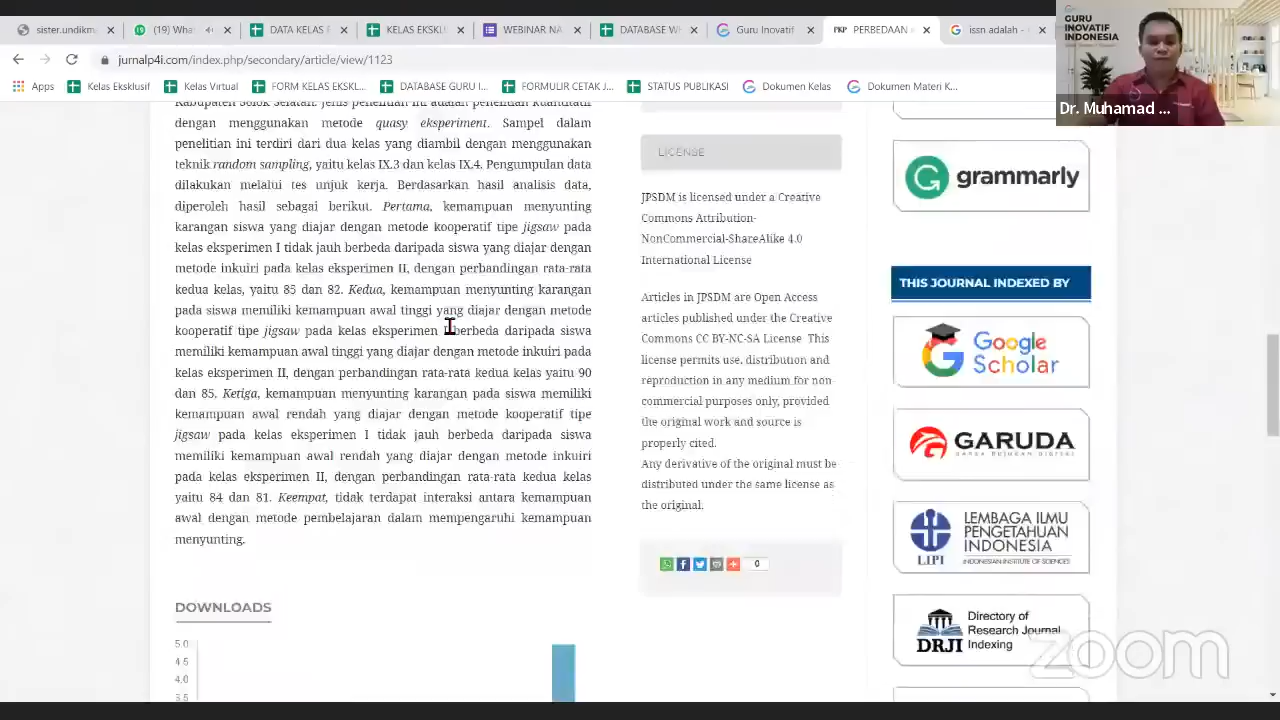 sister.undikm
(19) Wha
DATA KELAS E
KELAS EKSKLU
WEBINAR NA
DATABASE W
Guru Inovatif
PKP PERBEDAAN
issn adalah -
jurnalp4i.com/index.php/secondary/article/view/1123
Apps
Kelas Eksklusif
Kelas Virtual
FORM KELAS EKSK...
DATABASE GURU I...
FORMULIR CETAK J...
STATUS PUBLIKASI
Dokumen Kelas
Dokumen Materi K...
GURU
INOVATIF
INDONESIA
Dr. Muhamad ...
Kabupaten Solok Selatan. Jenis penelitian ini adalah penelitian Kuantitatif
dengan menggunakan metode quasy eksperiment. Sampel dalam
penelitian ini terdiri dari dua kelas yang diambil dengan menggunakan
teknik random sampling, yaitu kelas IX.3 dan kelas IX.4. Pengumpulan data
dilakukan melalui tes unjuk kerja. Berdasarkan hasil analisis data,
diperoleh hasil sebagai berikut. Pertama, kemampuan menyunting
karangan siswa yang diajar dengan metode kooperatif tipe jigsaw pada
kelas eksperimen I tidak jauh berbeda daripada siswa yang diajar dengan
metode inkuiri pada kelas eksperimen II, dengan perbandingan rata-rata
kedua kelas, yaitu 85 dan 82. Kedua, kemampuan menyunting karangan
pada siswa memiliki kemampuan awal tinggi yang diajar dengan metode
kooperatif tipe jigsaw pada kelas eksperimen berbeda daripada siswa
memiliki kemampuan awal tinggi yang diajar dengan metode inkuiri pada
kelas eksperimen II, dengan perbandingan rata-rata kedua kelas yaitu 90
dan 85. Ketiga, kemampuan menyunting karangan pada siswa memiliki
kemampuan awal rendah yang diajar dengan metode kooperatif tipe
jigsaw pada kelas eksperimen I tidak jauh berbeda daripada siswa
memiliki kemampuan awal rendah yang diajar dengan metode inkuiri
pada kelas eksperimen II, dengan perbandingan rata-rata kedua kelas
yaitu 84 dan 81. Keempat, tidak terdapat interaksi antara kemampuan
awal dengan metode pembelajaran dalam mempengaruhi kemampuan
menyunting.
DOWNLOADS
5.0
4.5
4.0
3.5
LICENSE
JPSDM is licensed under a Creative
Commons Attribution-
NonCommercial-ShareAlike 4.0
International License
Articles in JPSDM are Open Access
articles published under the Creative
Commons CC BY-NC-SA License This
license permits use, distribution and
reproduction in any medium for non-
commercial purposes only, provided
the original work and source is
properly cited.
Any derivative of the original must be
distributed under the same license as
the original.
0
grammarly
THIS JOURNAL INDEXED BY
Google
Scholar
GARUDA
LEMBAGA ILMU
PENGETAHUAN
INDONESIA
LIPI
INDONESIAN INSTITUTE OF SCIENCES
Directory of
Research Journal
Indexing
DRJI
zoom